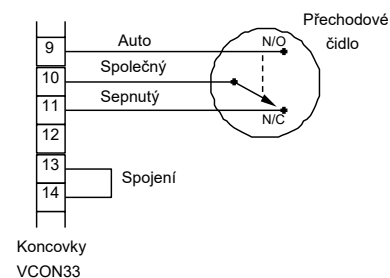 Přechodové
čidlo
9 Auto N/O
10 Společný
11 Sepnutý N/C
12
13
14 Spojení
Koncovky
VCON33